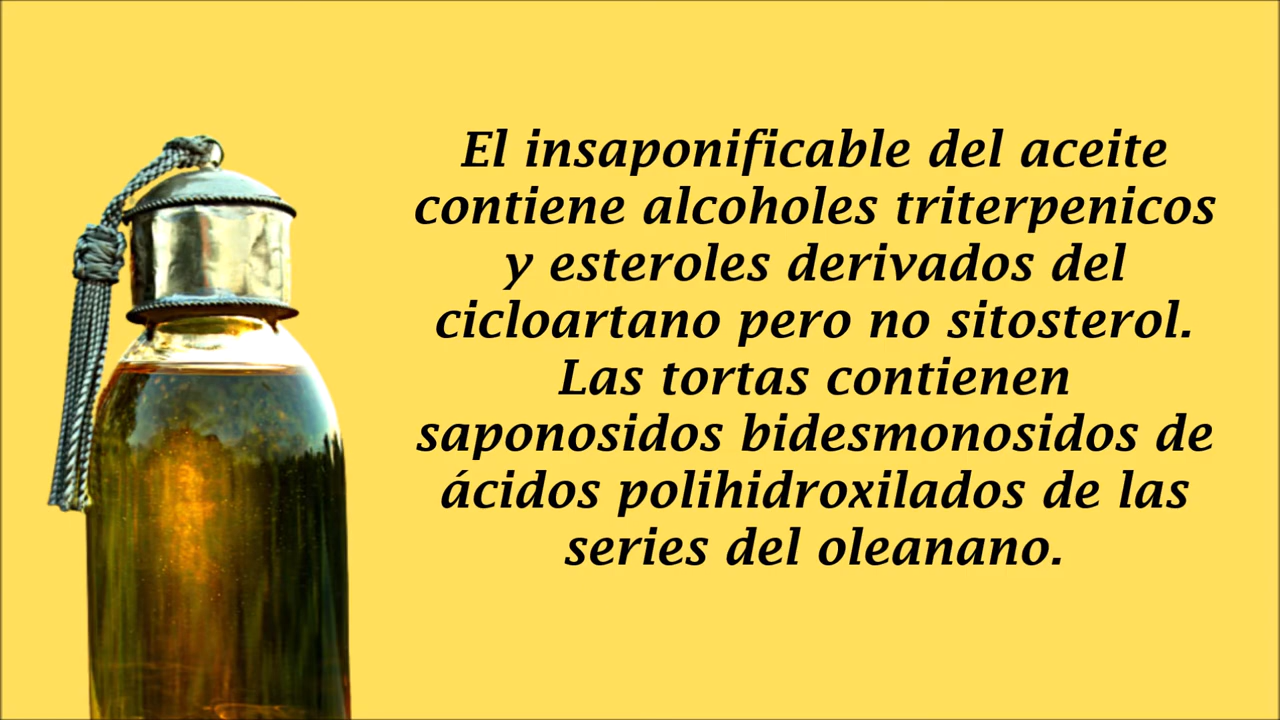 El insaponificable del aceite
contiene alcoholes triterpenicos
y esteroles derivados del
cicloartano pero no sitosterol.
Las tortas contienen
saponosidos bidesmonosidos de
ácidos polihidroxilados de las
series del oleanano.